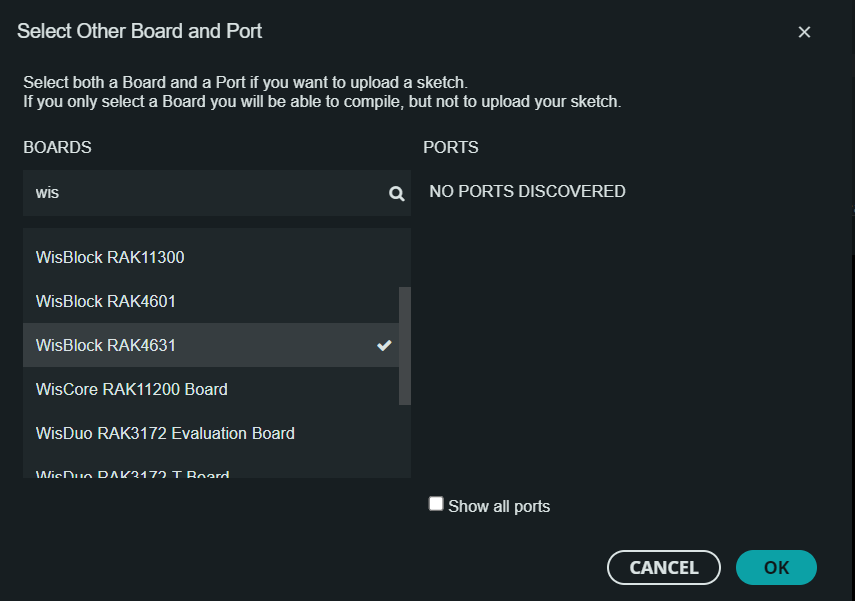 Select Other Board and Port
Select both a Board and a Port if you want to upload a sketch.
If you only select a Board you will be able to compile, but not to upload your sketch.
BOARDS
PORTS
wis
NO PORTS DISCOVERED
WisBlock RAK11300
WisBlock RAK4601
WisBlock RAK4631
WisCore RAK11200 Board
WisDuo RAK3172 Evaluation Board
WisDuo RAK3172 T Board
Show all ports
CANCEL
OK